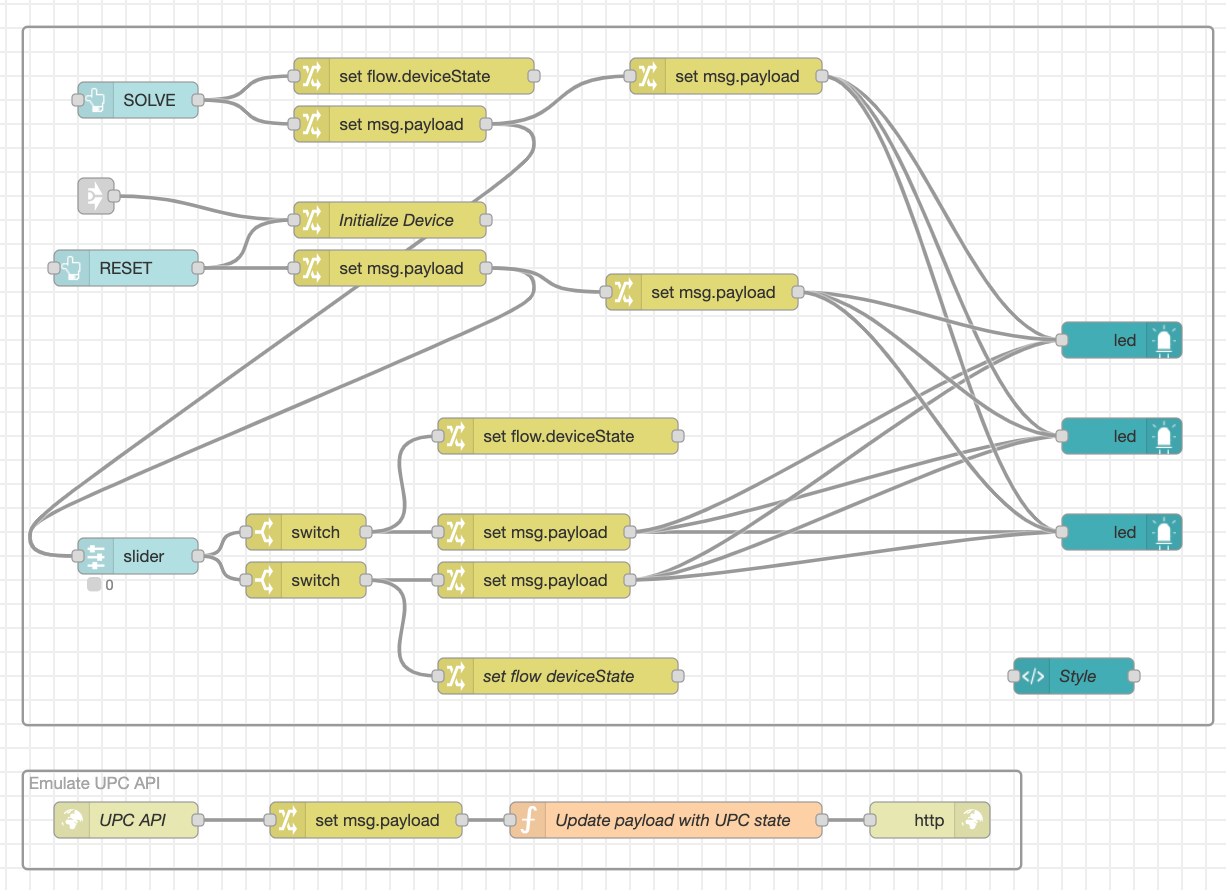 set flow.deviceState
set msg.payload
SOLVE
set msg.payload
Initialize Device
RESET
set msg.payload
set msg.payload
led
set flow.deviceState
led
switch
set msg.payload
led
slider
0
switch
set msg.payload
set flow deviceState
</> Style
Emulate UPC API
UPC API
set msg.payload
f
Update payload with UPC state
http